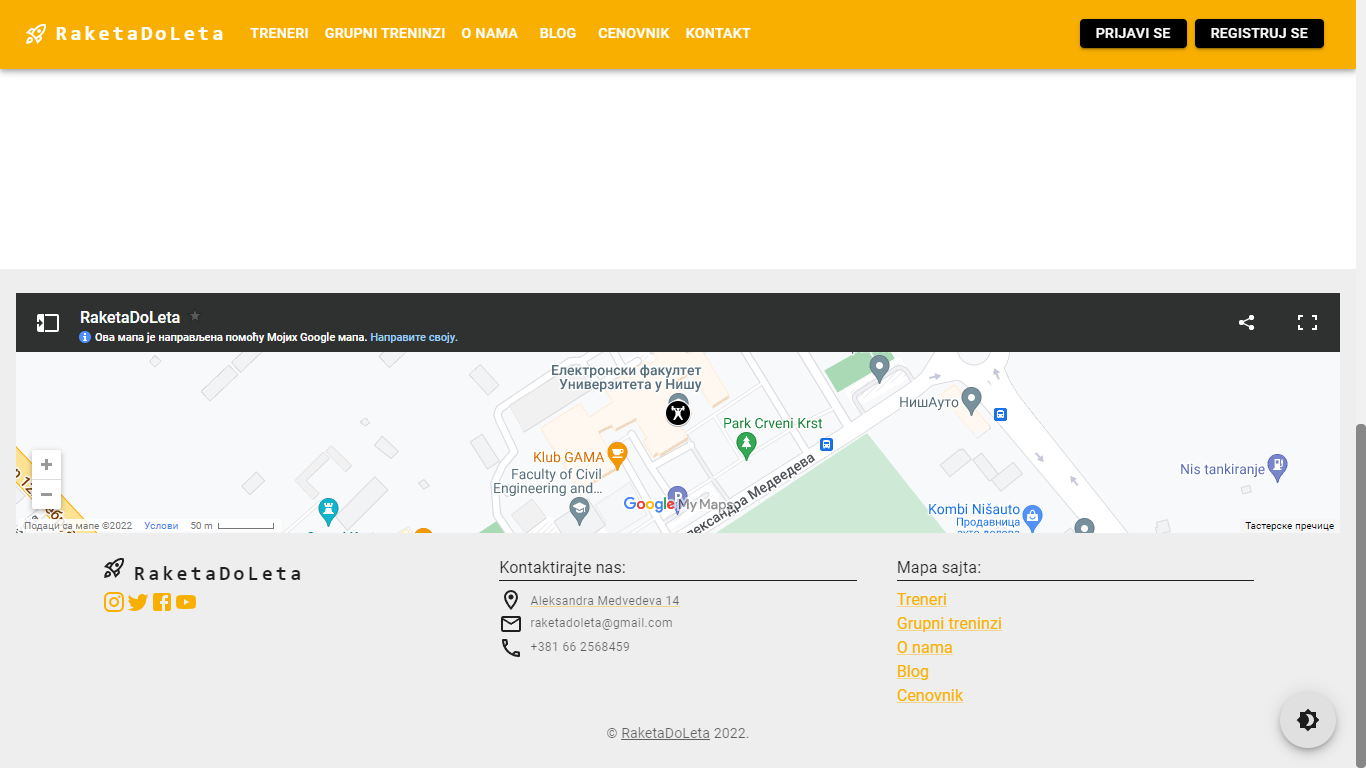 RaketaDoLeta TRENERI GRUPNI TRENINZI O NAMA BLOG CENOVNIK KONTAKT PRIJAVI SE REGISTRUJ SE
RaketaDoLeta
Ова мапа је направљена помоћу Мојих Google мапа. Направите своју.
Електронски факултет
Универзитета у Нишу
НишАуто
Park Crveni Krst
Klub GAMA
Faculty of Civil
Engineering and...
Nis tankiranje
Google My Maps
Медведева
Kombi Nišauto
Продавница
Подаци са мапе ©2022 Услови 50 m
Тастерске пречице
RaketaDoLeta
Kontaktirajte nas:
Aleksandra Medvedeva 14
raketadoleta@gmail.com
+381 66 2568459
Mapa sajta:
Treneri
Grupni treninzi
O nama
Blog
Cenovnik
© RaketaDoLeta 2022.